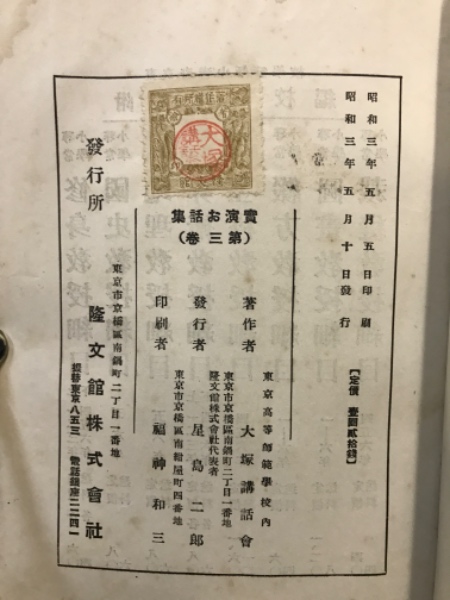 昭和三年五月五日印刷
昭和三年五月十日發行
【定價 壹圓貳拾錢】
實演お話集
(第三卷)
著作者
東京高等師範學校內
大塚講話會
發行者
東京市京橋區南鍋町二丁目一番地
隆文館株式會社代表者
星島二郎
印刷者
東京市京橋區南紺屋町四番地
福神和三
發行所
東京市京橋區南鍋町二丁目一番地
隆文館株式會社
振替東京八五三 電話銀座二二四一
大塚講